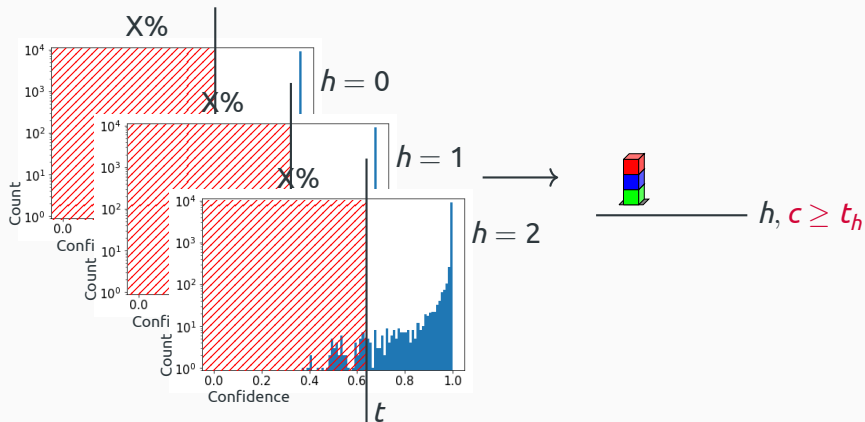 X%
10⁴
10³
10²
10¹
10⁰
Count
0.0
Confi
h = 0
X%
10⁴
10³
10²
10¹
10⁰
Count
0.0
Confi
h = 1
X%
10⁴
10³
10²
10¹
10⁰
Count
0.0 0.2 0.4 0.6 0.8 1.0
Confidence
t
h = 2
h, c ≥ tₕ